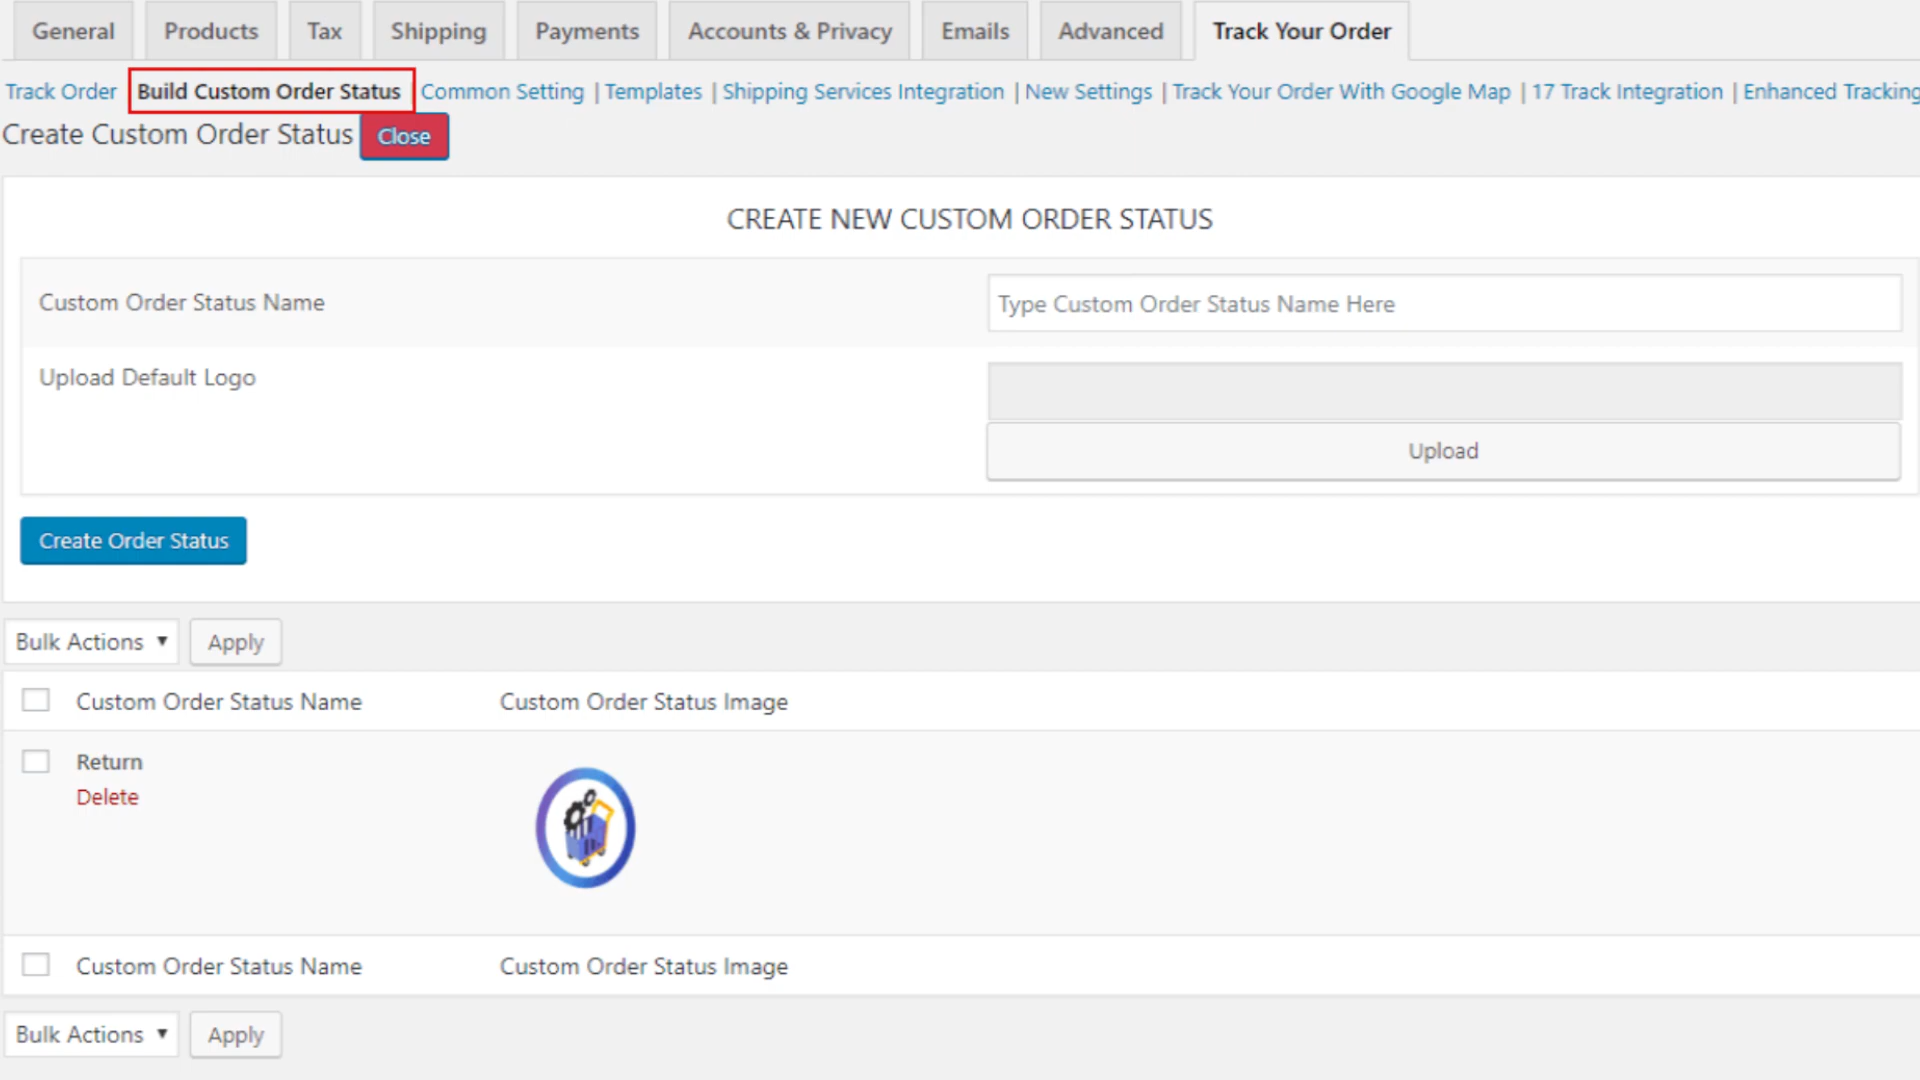 General Products Tax Shipping Payments Accounts & Privacy Emails Advanced Track Your Order
Track Order Build Custom Order Status Common Setting | Templates | Shipping Services Integration | New Settings | Track Your Order With Google Map | 17 Track Integration | Enhanced Tracking
Create Custom Order Status Close
CREATE NEW CUSTOM ORDER STATUS
Custom Order Status Name Type Custom Order Status Name Here
Upload Default Logo
Upload
Create Order Status
Bulk Actions Apply
Custom Order Status Name Custom Order Status Image
Return
Delete
Custom Order Status Name Custom Order Status Image
Bulk Actions Apply